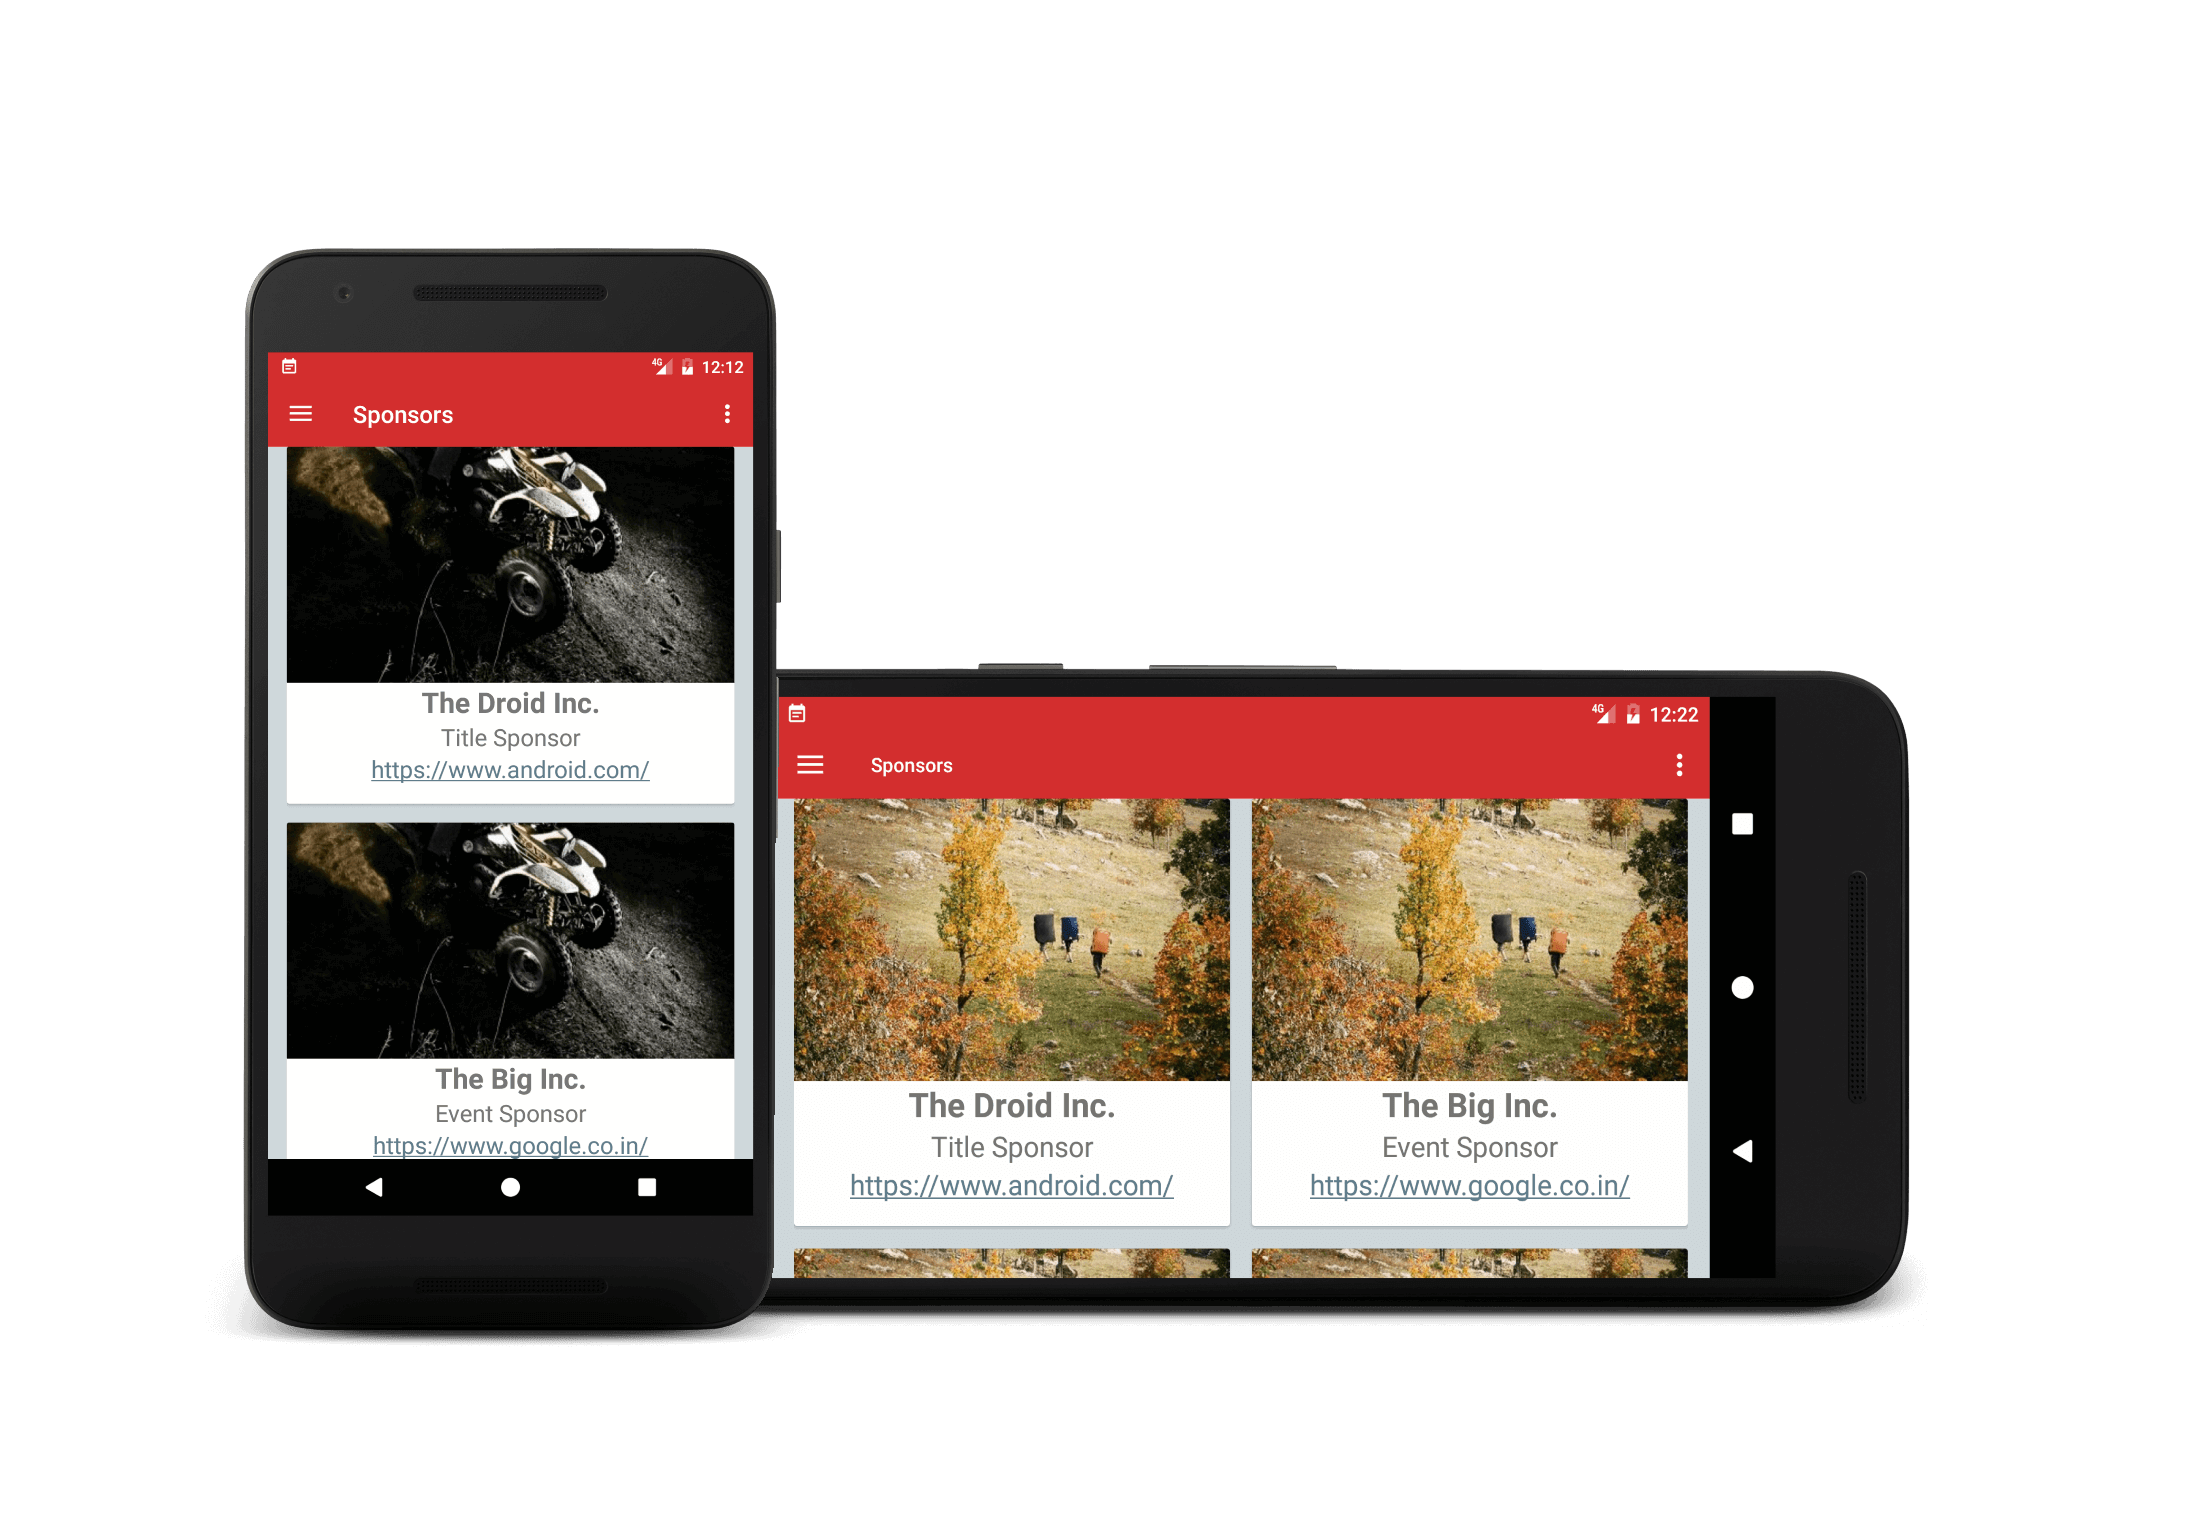 4G 12:12
Sponsors
The Droid Inc.
Title Sponsor
https://www.android.com/
The Big Inc.
Event Sponsor
https://www.google.co.in/
4G 12:22
Sponsors
The Droid Inc.
Title Sponsor
https://www.android.com/
The Big Inc.
Event Sponsor
https://www.google.co.in/